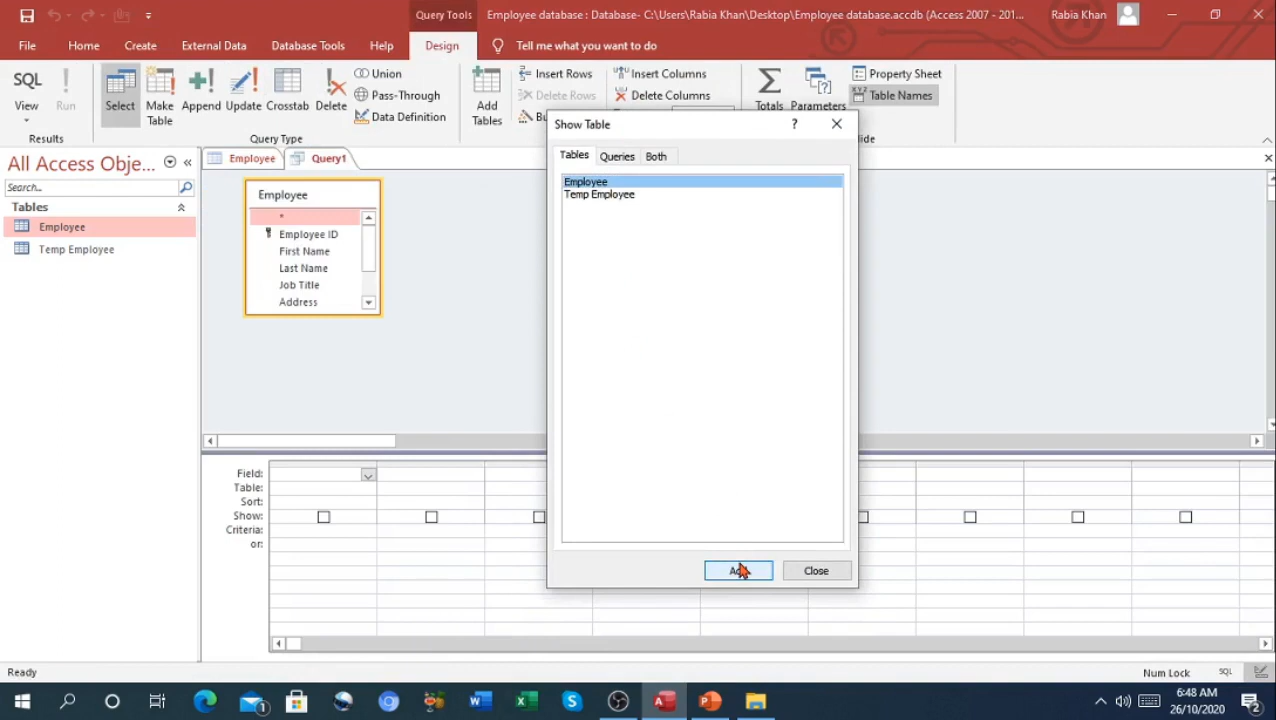 Query Tools
Employee database : Database- C:\Users\Rabia Khan\Desktop\Employee database.accdb (Access 2007 - 201...
Rabia Khan
File Home Create External Data Database Tools Help Design Tell me what you want to do
SQL
View
Run
Results
Select
Make
Table
Append
Update
Crosstab
Delete
Union
Pass-Through
Data Definition
Query Type
Add
Tables
Insert Rows
Delete Rows
Insert Columns
Delete Columns
Totals
Parameters
Property Sheet
XYZ
Table Names
Show Table
?
Tables Queries Both
Employee
Temp Employee
Close
All Access Obje...
Search...
Tables
Employee
Temp Employee
Employee
Query1
Employee
*
Employee ID
First Name
Last Name
Job Title
Address
Field:
Table:
Sort:
Show:
Criteria:
or:
Ready
Num Lock
SQL
6:48 AM
26/10/2020
1
2